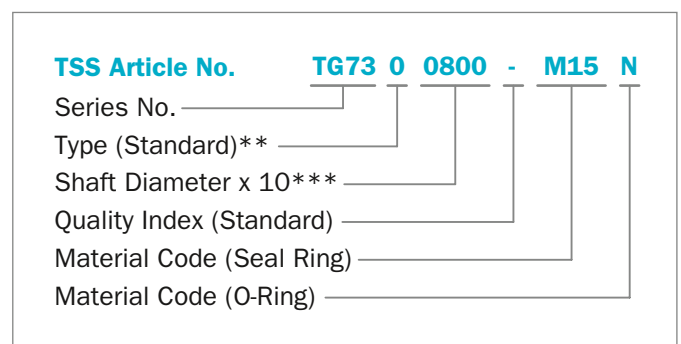 TSS Article No. TG73 0 0800 - M15 N
Series No.
Type (Standard)**
Shaft Diameter x 10***
Quality Index (Standard)
Material Code (Seal Ring)
Material Code (O-Ring)